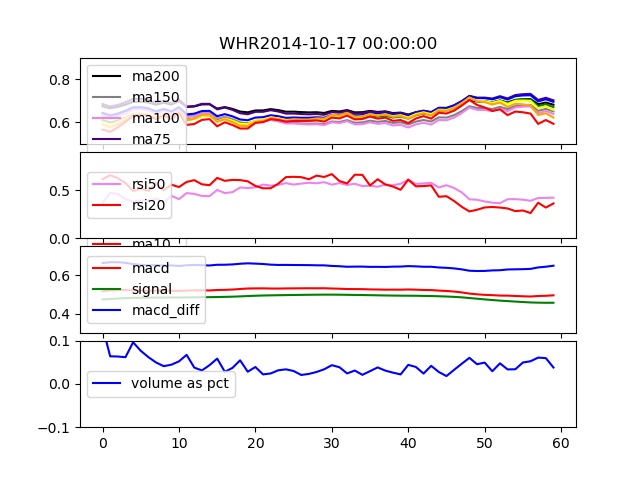 WHR2014-10-17 00:00:00
0.8
0.6
ma200
ma150
ma100
ma75
0.5
0.0
rsi50
rsi20
ma10
0.6
0.4
macd
signal
macd_diff
0.1
0.0
−0.1
volume as pct
0 10 20 30 40 50 60